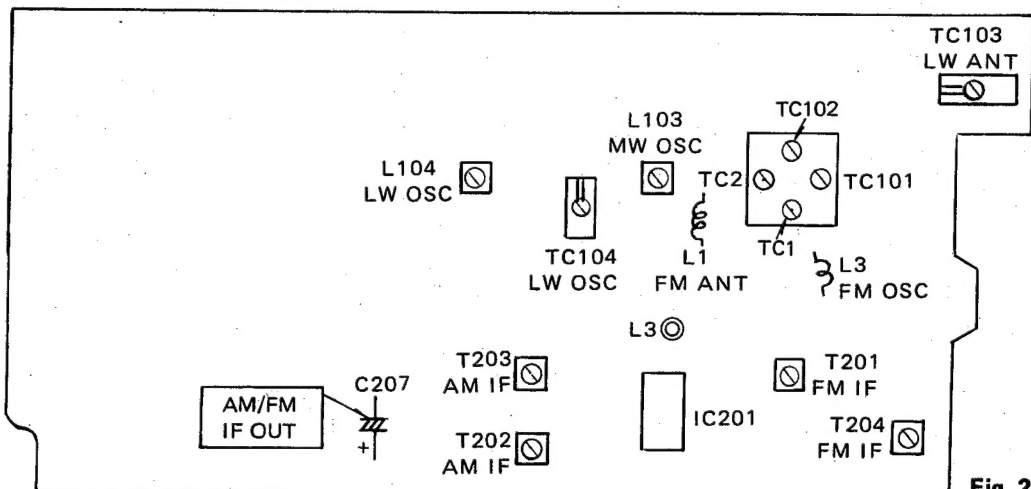 TC103
LW ANT
TC102
L103
MW OSC
L104
LW OSC
TC2
TC101
TC104
LW OSC
L1
FM ANT
TC1
L3
FM OSC
L3
T203
AM IF
T201
FM IF
C207
AM/FM
IF OUT
+
IC201
T202
AM IF
T204
FM IF
Fig. 2